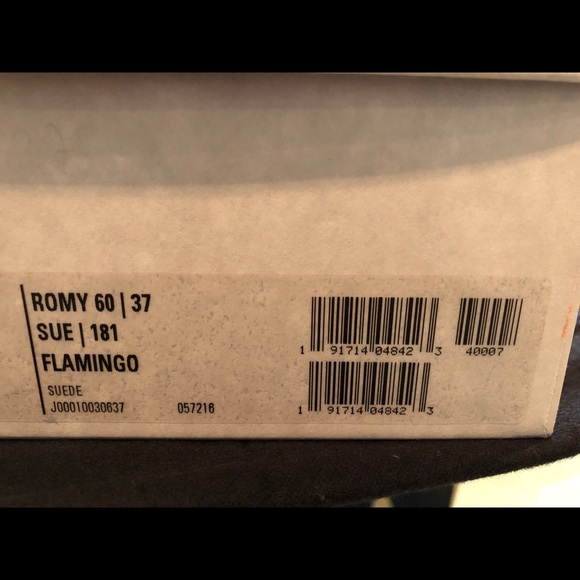 ROMY 60 | 37
SUE | 181
FLAMINGO
SUEDE
J00010030637 057216
1 91714 04842 3 40007
1 91714 04842 3